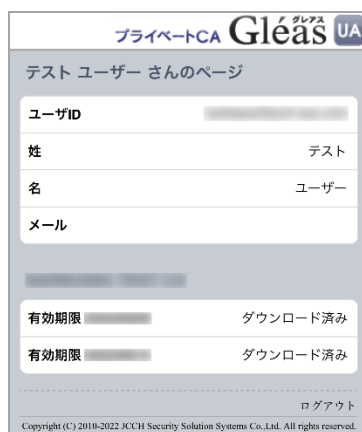 プライベートCA Gléas グレアス UA
テスト ユーザー さんのページ
ユーザID
姓 テスト
名 ユーザー
メール
有効期限 ダウンロード済み
有効期限 ダウンロード済み
ログアウト
Copyright (C) 2010-2022 JCCH Security Solution Systems Co.,Ltd. All rights reserved.